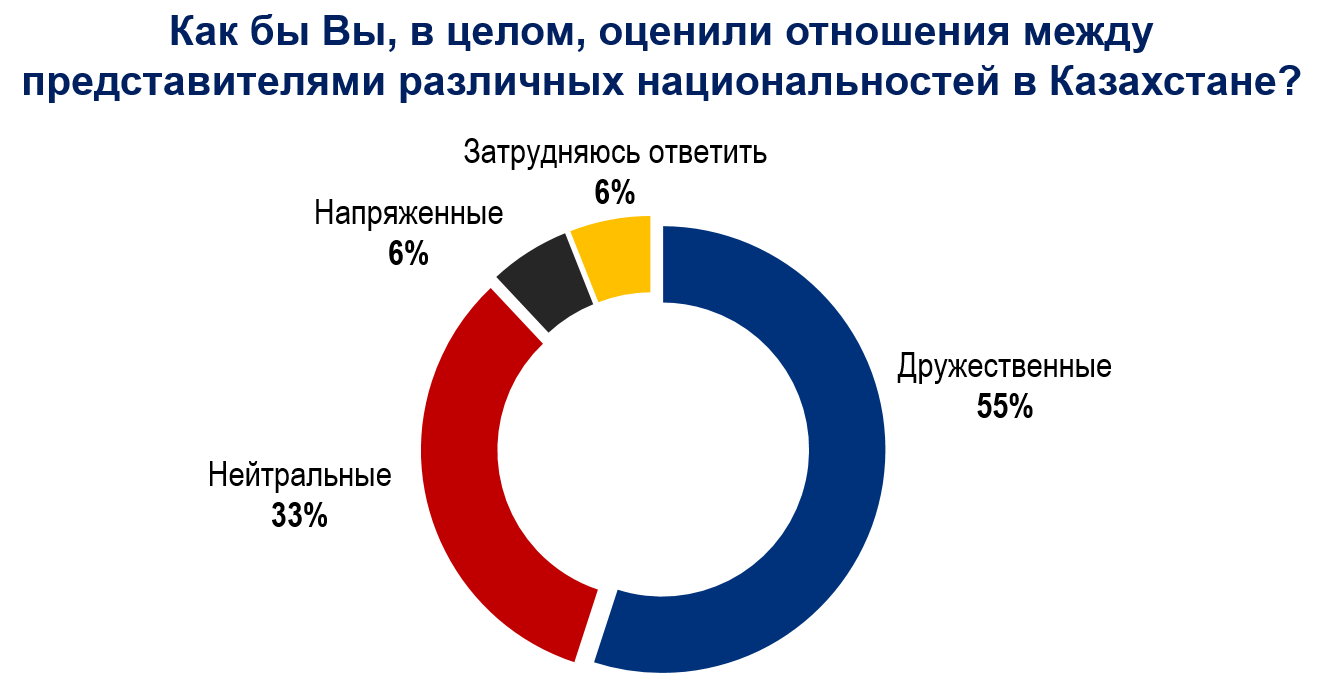 Как бы Вы, в целом, оценили отношения между
представителями различных национальностей в Казахстане?
Затрудняюсь ответить
6%
Напряженные
6%
Дружественные
55%
Нейтральные
33%